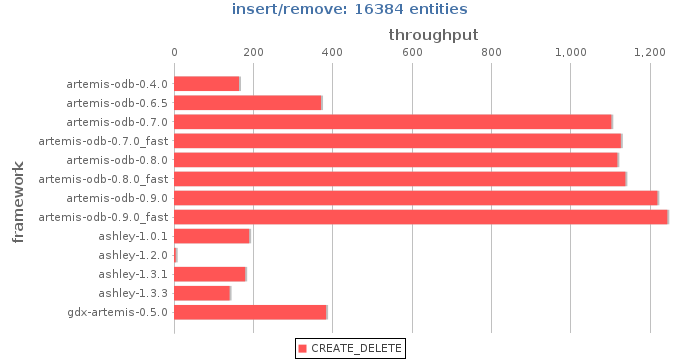 insert/remove: 16384 entities
throughput
0 200 400 600 800 1,000 1,200
framework
artemis-odb-0.4.0
artemis-odb-0.6.5
artemis-odb-0.7.0
artemis-odb-0.7.0_fast
artemis-odb-0.8.0
artemis-odb-0.8.0_fast
artemis-odb-0.9.0
artemis-odb-0.9.0_fast
ashley-1.0.1
ashley-1.2.0
ashley-1.3.1
ashley-1.3.3
gdx-artemis-0.5.0
CREATE_DELETE